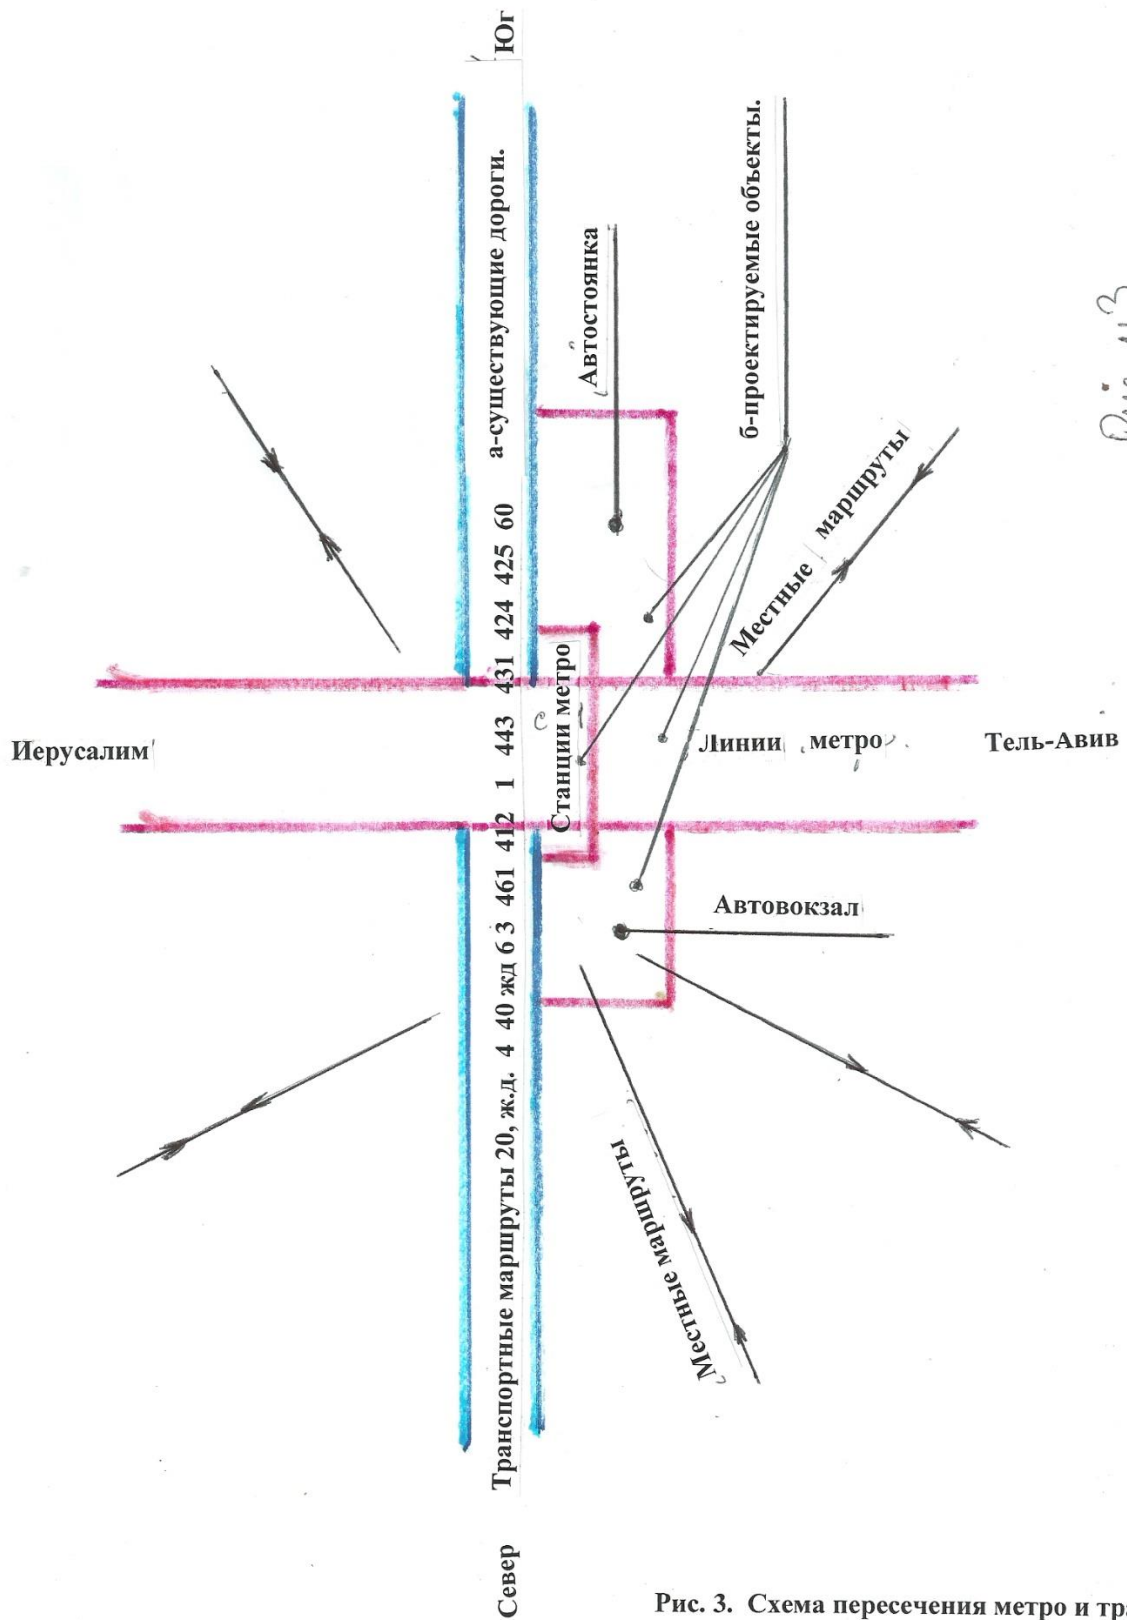 Юг
Иерусалим
а-существующие дороги.
Автостоянка
б-проектируемые объекты.
Рис. 3
Местные маршруты
Станции метро
Линии метро
Тель-Авив
Автовокзал
Местные маршруты
Транспортные маршруты 20, ж.д. 4 40 жд 6 3 461 412 1 443 431 424 425 60
Север
Рис. 3. Схема пересечения метро и